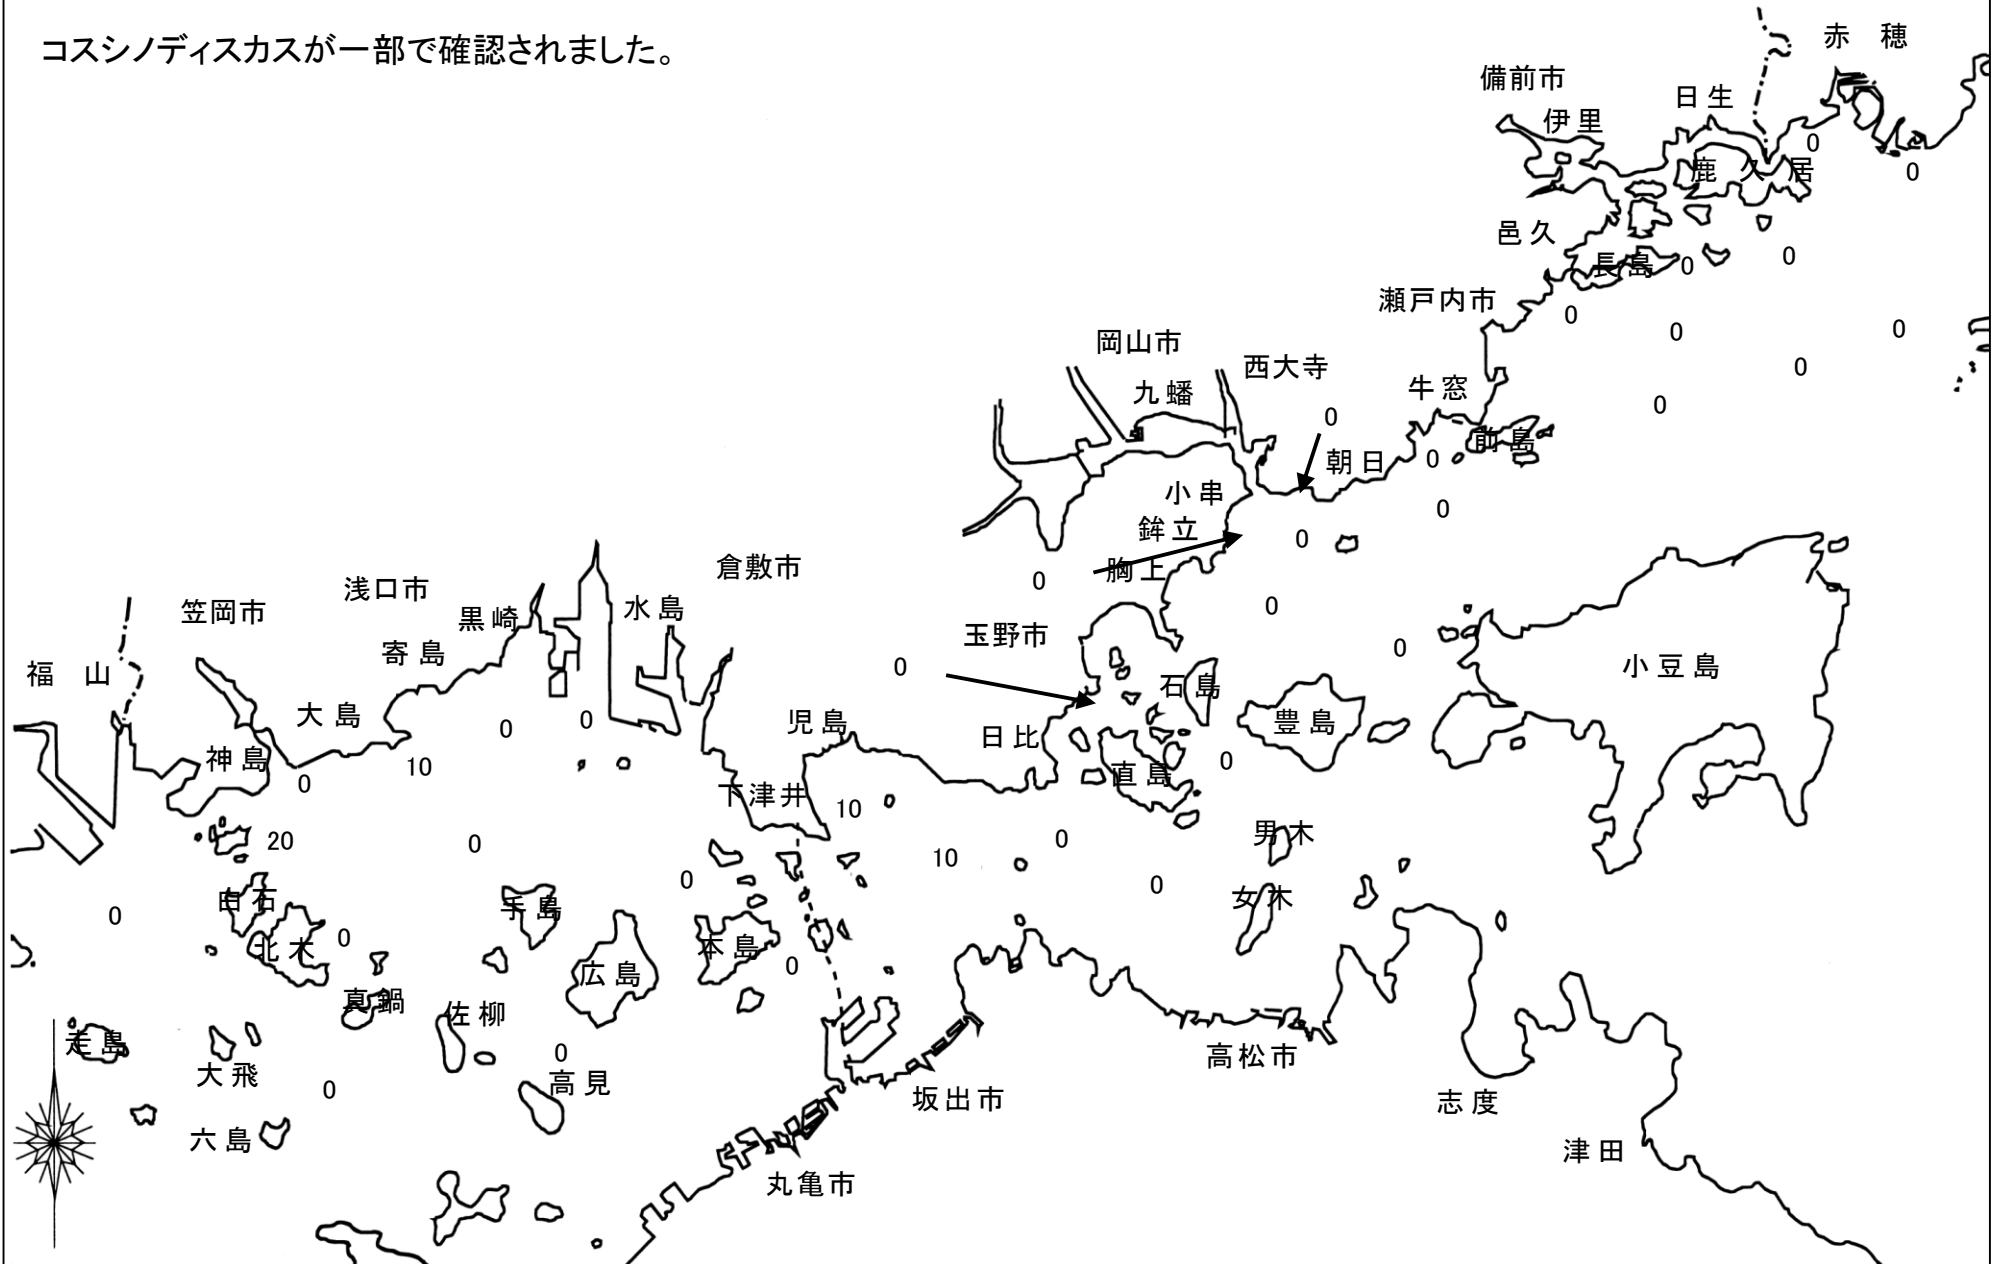 コスシノディスカスが一部で確認されました。
赤 穂
備前市
日生
伊里
0
0
鹿久居
邑久
0
長島
0
瀬戸内市
0
0
0
岡山市
0
西大寺
牛窓
九蟠
0
0
前島
0
朝日
小串
0
鉾立
0
胸上
0
倉敷市
浅口市
0
水島
笠岡市
黒崎
玉野市
0
寄島
0
小豆島
福 山
石島
大島
0
0
児島
豊島
日比
神島
0
10
直島
0
下津井
10
20
0
0
男木
10
0
0
女木
白石
手島
0
0
北木
本島
0
広島
真鍋
佐柳
走島
0
高松市
大飛
高見
0
坂出市
志度
六島
津田
丸亀市